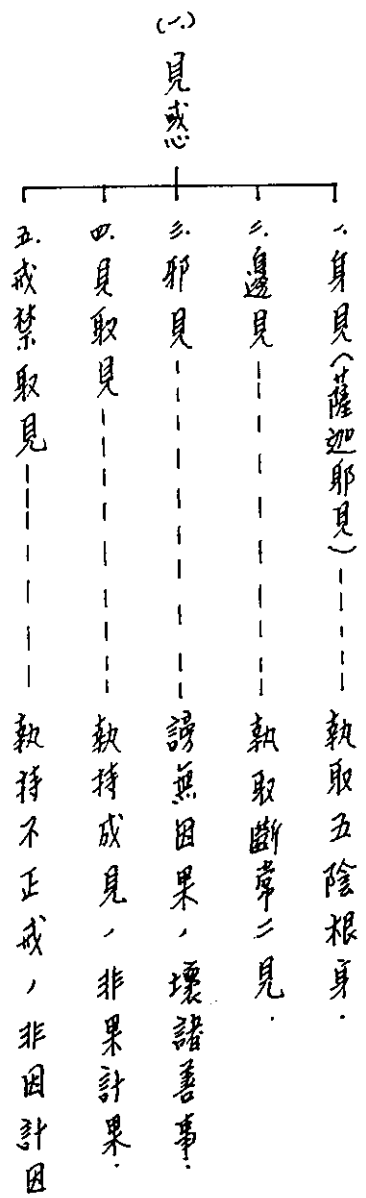 (一) 見惑
一. 身見(薩迦耶見)------執取五陰根身.
二. 邊見------------執取斷常二見.
三. 邪見------------謗無因果,壞諸善事.
四. 見取見----------執持成見,非果計果.
五. 戒禁取見--------執持不正戒,非因計因